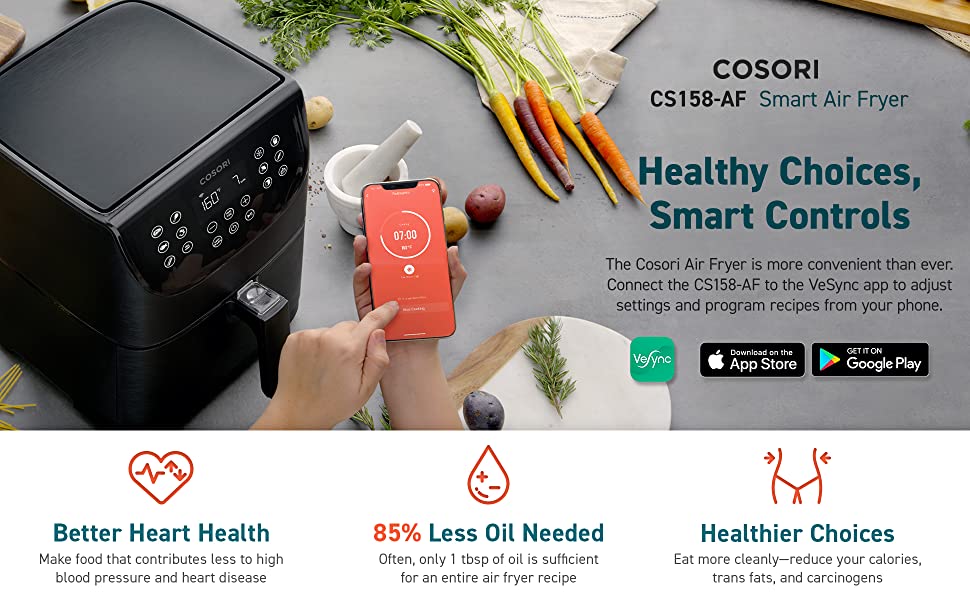 COSORI
CS158-AF Smart Air Fryer
Healthy Choices,
Smart Controls
The Cosori Air Fryer is more convenient than ever.
Connect the CS158-AF to the VeSync app to adjust
settings and program recipes from your phone.
VeSync
Download on the
App Store
GET IT ON
Google Play
COSORI
160°F
7
07:00
Better Heart Health
Make food that contributes less to high
blood pressure and heart disease
85% Less Oil Needed
Often, only 1 tbsp of oil is sufficient
for an entire air fryer recipe
Healthier Choices
Eat more cleanly—reduce your calories,
trans fats, and carcinogens